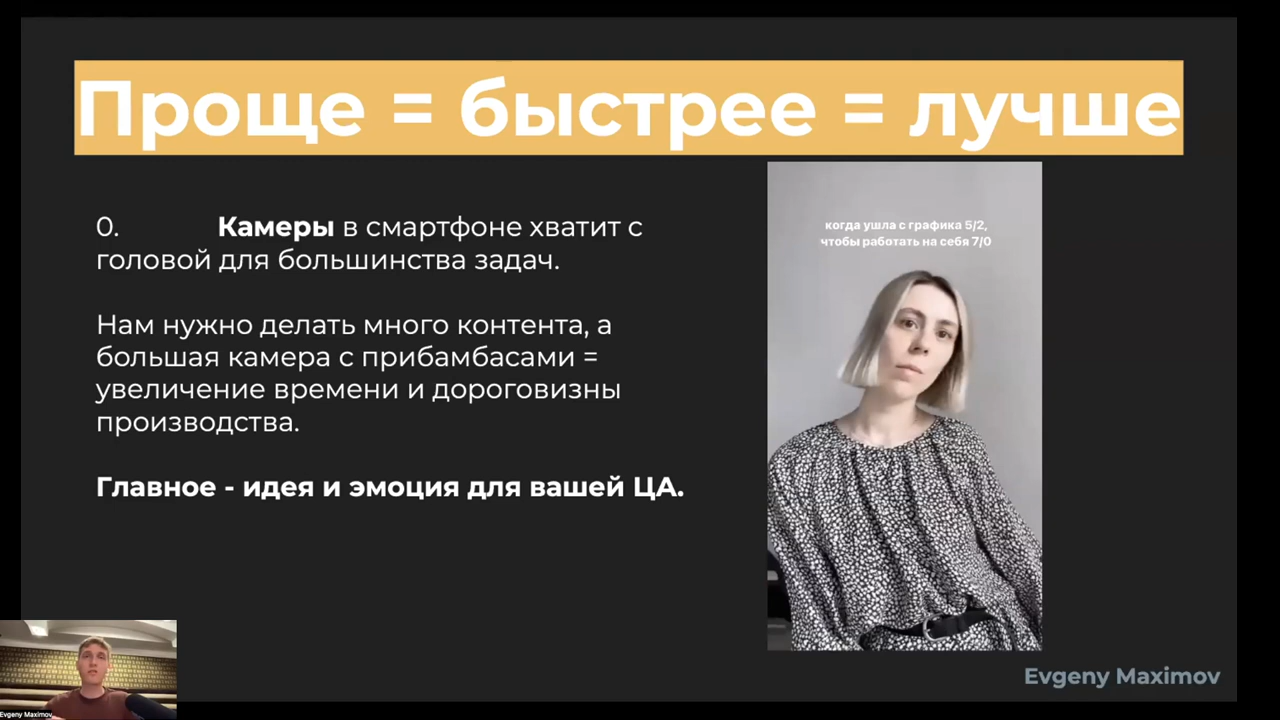 Проще = быстрее = лучше
0. Камеры в смартфоне хватит с
головой для большинства задач.
Нам нужно делать много контента, а
большая камера с прибамбасами =
увеличение времени и дороговизны
производства.
Главное - идея и эмоция для вашей ЦА.
когда ушла с графика 5/2,
чтобы работать на себя 7/0
Evgeny Maximov
Evgeny Maximov